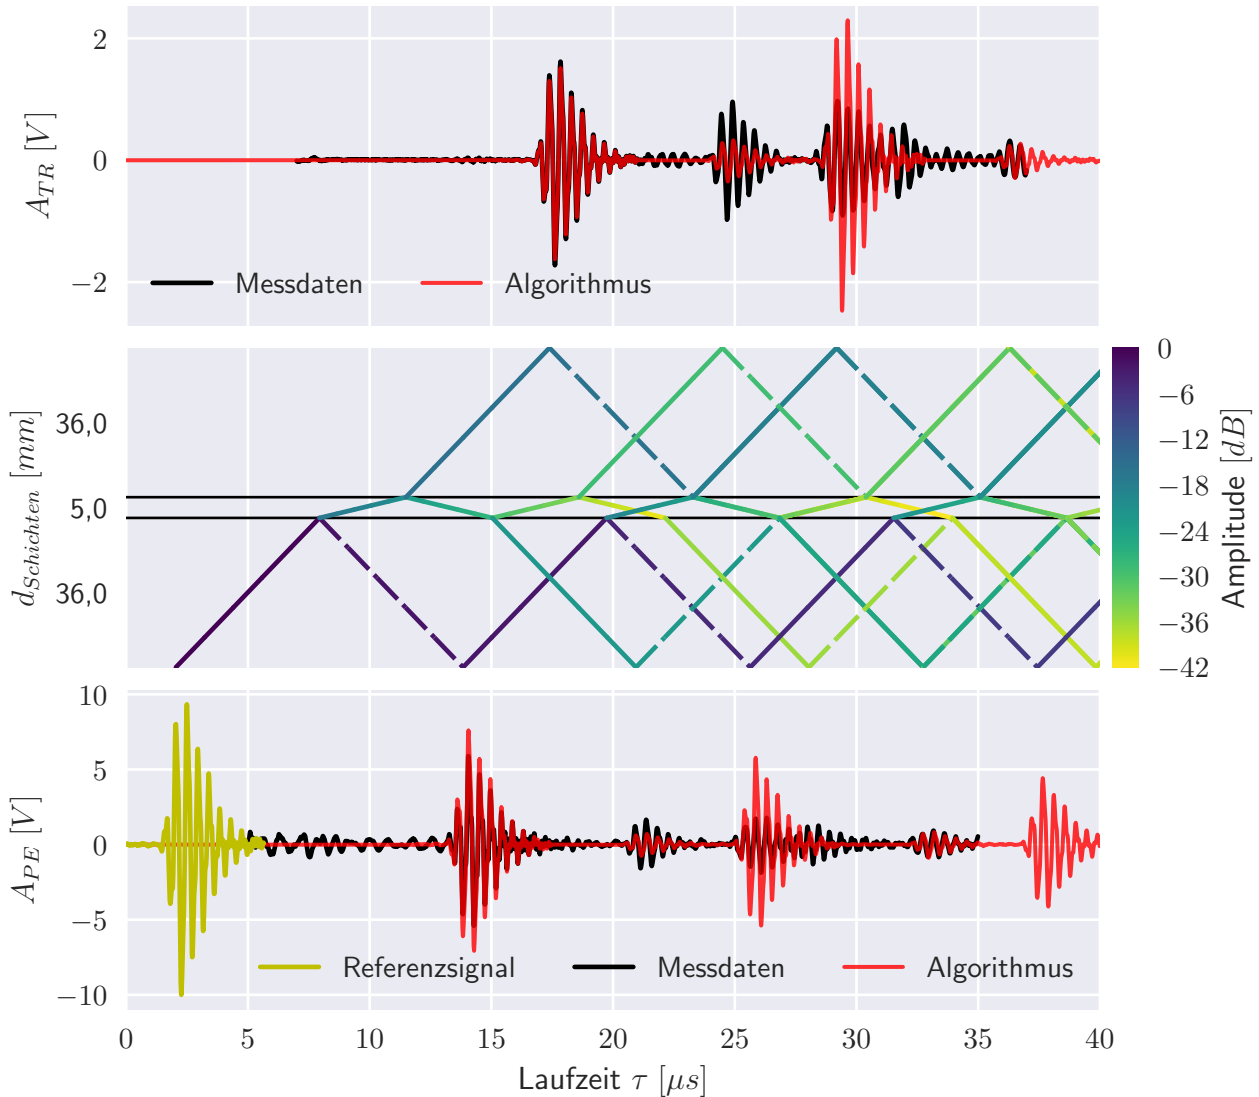 2
0
−2
A_TR [V]
Messdaten
Algorithmus
36,0
5,0
36,0
d_Schichten [mm]
0
−6
−12
−18
−24
−30
−36
−42
Amplitude [dB]
10
5
0
−5
−10
A_PE [V]
Referenzsignal
Messdaten
Algorithmus
0
5
10
15
20
25
30
35
40
Laufzeit τ [μs]